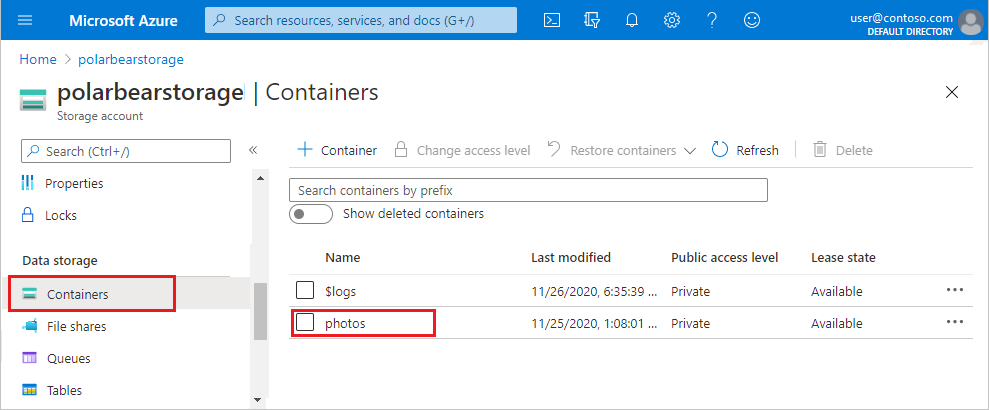 Microsoft Azure
Search resources, services, and docs (G+/)
user@contoso.com
DEFAULT DIRECTORY
Home > polarbearstorage
polarbearstorage | Containers
Storage account
Search (Ctrl+/)
Properties
Locks
Data storage
Containers
File shares
Queues
Tables
+ Container
Change access level
Restore containers
Refresh
Delete
Search containers by prefix
Show deleted containers
Name Last modified Public access level Lease state
$logs 11/26/2020, 6:35:39 ... Private Available ...
photos 11/25/2020, 1:08:01 ... Private Available ...